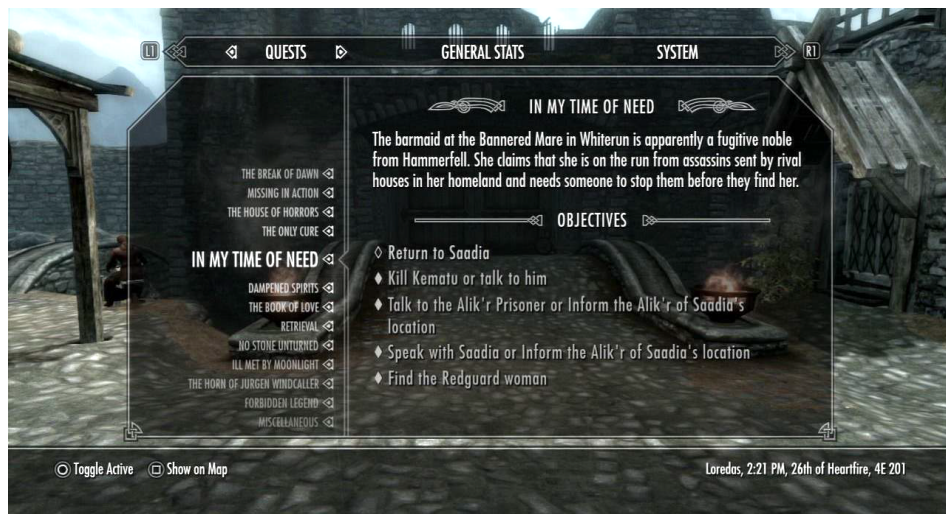 L1 QUESTS GENERAL STATS SYSTEM R1
IN MY TIME OF NEED
The barmaid at the Bannered Mare in Whiterun is apparently a fugitive noble
from Hammerfell. She claims that she is on the run from assassins sent by rival
houses in her homeland and needs someone to stop them before they find her.
OBJECTIVES
Return to Saadia
Kill Kematu or talk to him
Talk to the Alik'r Prisoner or Inform the Alik'r of Saadia's
location
Speak with Saadia or Inform the Alik'r of Saadia's location
Find the Redguard woman
THE BREAK OF DAWN
MISSING IN ACTION
THE HOUSE OF HORRORS
THE ONLY CURE
IN MY TIME OF NEED
DAMPENED SPIRITS
THE BOOK OF LOVE
RETRIEVAL
NO STONE UNTURNED
ILL MET BY MOONLIGHT
THE HORN OF JURGEN WINDCALLER
FORBIDDEN LEGEND
MISCELLANEOUS
Toggle Active Show on Map Loredas, 2:21 PM, 26th of Heartfire, 4E 201